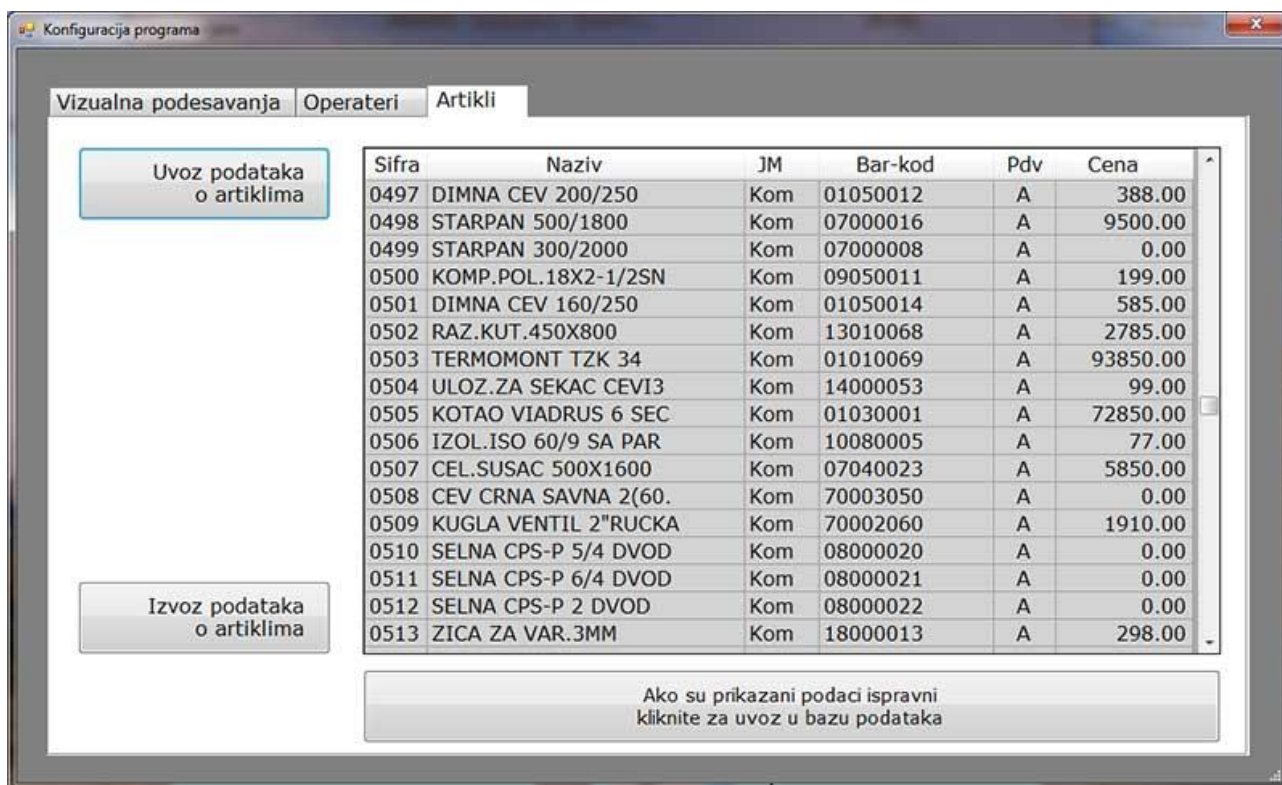 Konfiguracija programa
Vizualna podesavanja Operateri Artikli
Uvoz podataka
o artiklima
Sifra Naziv JM Bar-kod Pdv Cena
0497 DIMNA CEV 200/250 Kom 01050012 A 388.00
0498 STARPAN 500/1800 Kom 07000016 A 9500.00
0499 STARPAN 300/2000 Kom 07000008 A 0.00
0500 KOMP.POL.18X2-1/2SN Kom 09050011 A 199.00
0501 DIMNA CEV 160/250 Kom 01050014 A 585.00
0502 RAZ.KUT.450X800 Kom 13010068 A 2785.00
0503 TERMOMONT TZK 34 Kom 01010069 A 93850.00
0504 ULOZ.ZA SEKAC CEVI3 Kom 14000053 A 99.00
0505 KOTAO VIADRUS 6 SEC Kom 01030001 A 72850.00
0506 IZOL.ISO 60/9 SA PAR Kom 10080005 A 77.00
0507 CEL.SUSAC 500X1600 Kom 07040023 A 5850.00
0508 CEV CRNA SAVNA 2(60. Kom 70003050 A 0.00
0509 KUGLA VENTIL 2"RUCKA Kom 70002060 A 1910.00
0510 SELNA CPS-P 5/4 DVOD Kom 08000020 A 0.00
0511 SELNA CPS-P 6/4 DVOD Kom 08000021 A 0.00
0512 SELNA CPS-P 2 DVOD Kom 08000022 A 0.00
0513 ZICA ZA VAR.3MM Kom 18000013 A 298.00
Izvoz podataka
o artiklima
Ako su prikazani podaci ispravni
kliknite za uvoz u bazu podataka